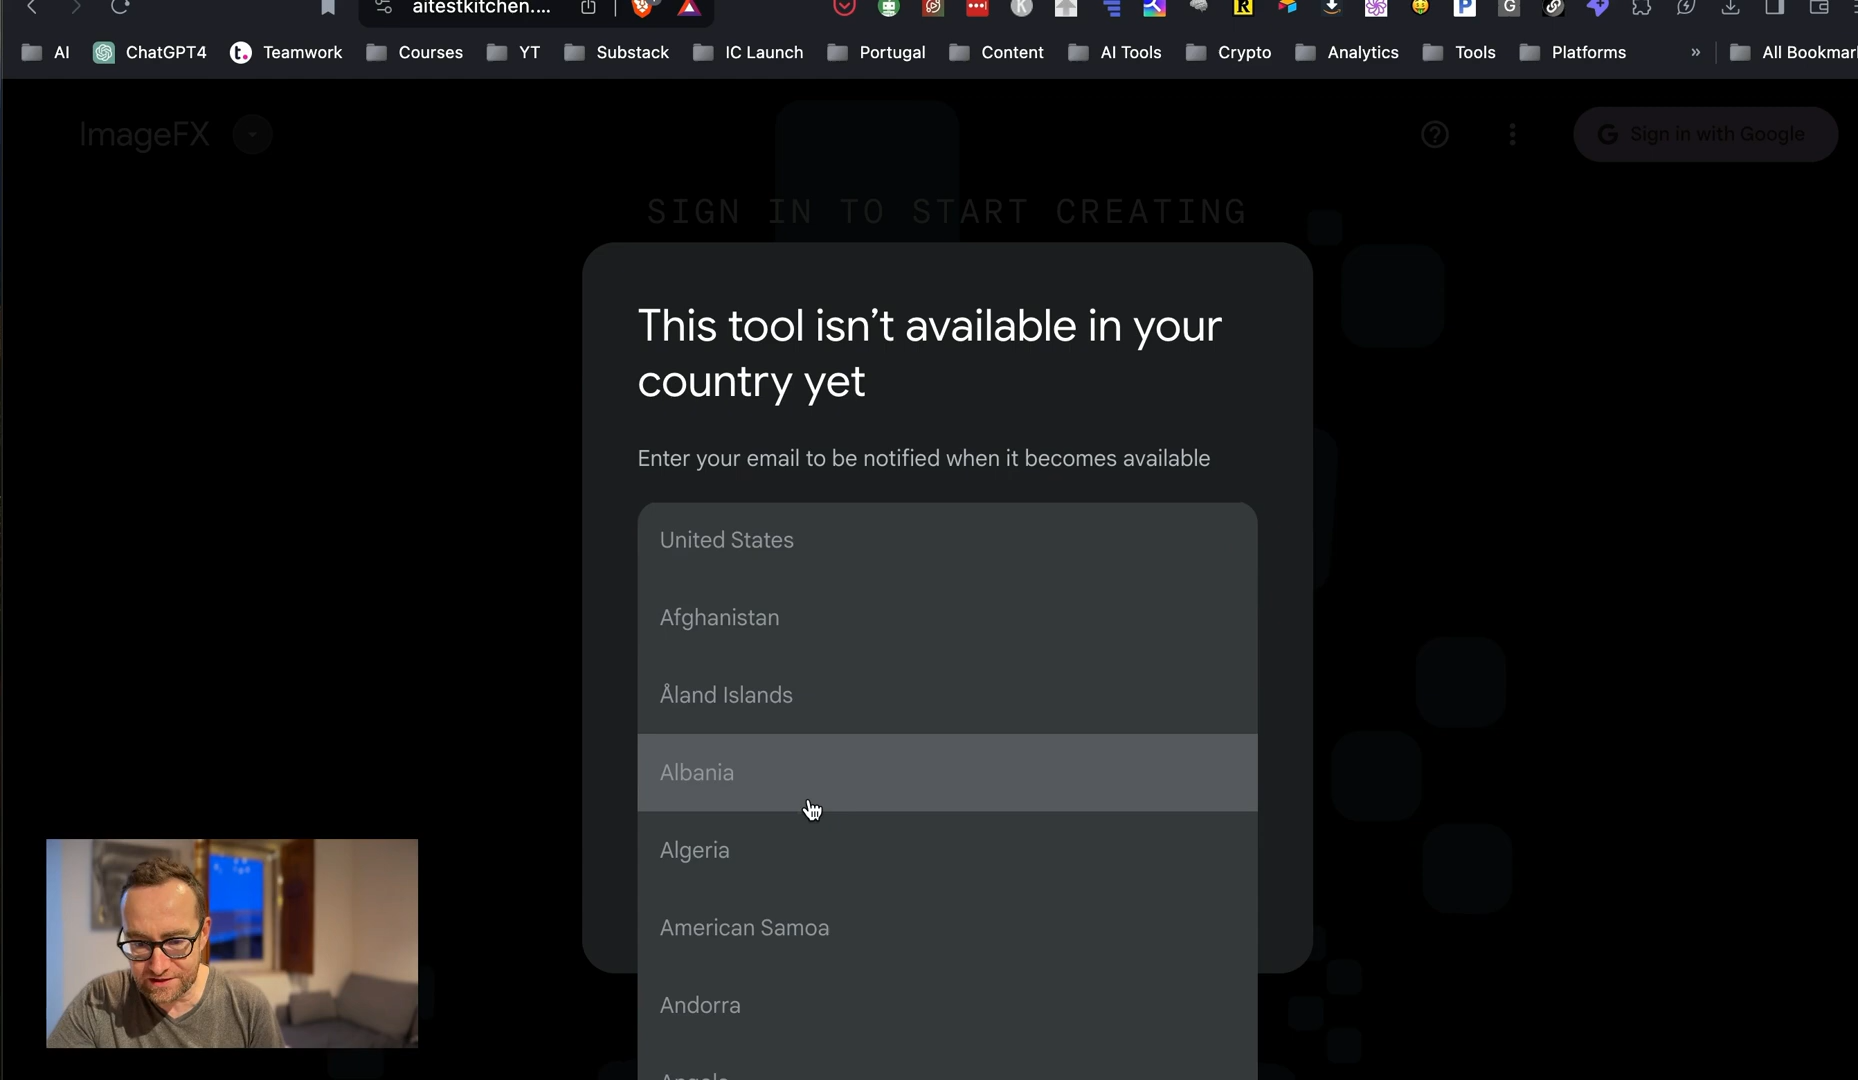 aitestkitchen....
AI
ChatGPT4
Teamwork
Courses
YT
Substack
IC Launch
Portugal
Content
AI Tools
Crypto
Analytics
Tools
Platforms
»
All Bookmar
ImageFX
Sign in with Google
SIGN IN TO START CREATING
This tool isn’t available in your
country yet
Enter your email to be notified when it becomes available
United States
Afghanistan
Åland Islands
Albania
Algeria
American Samoa
Andorra